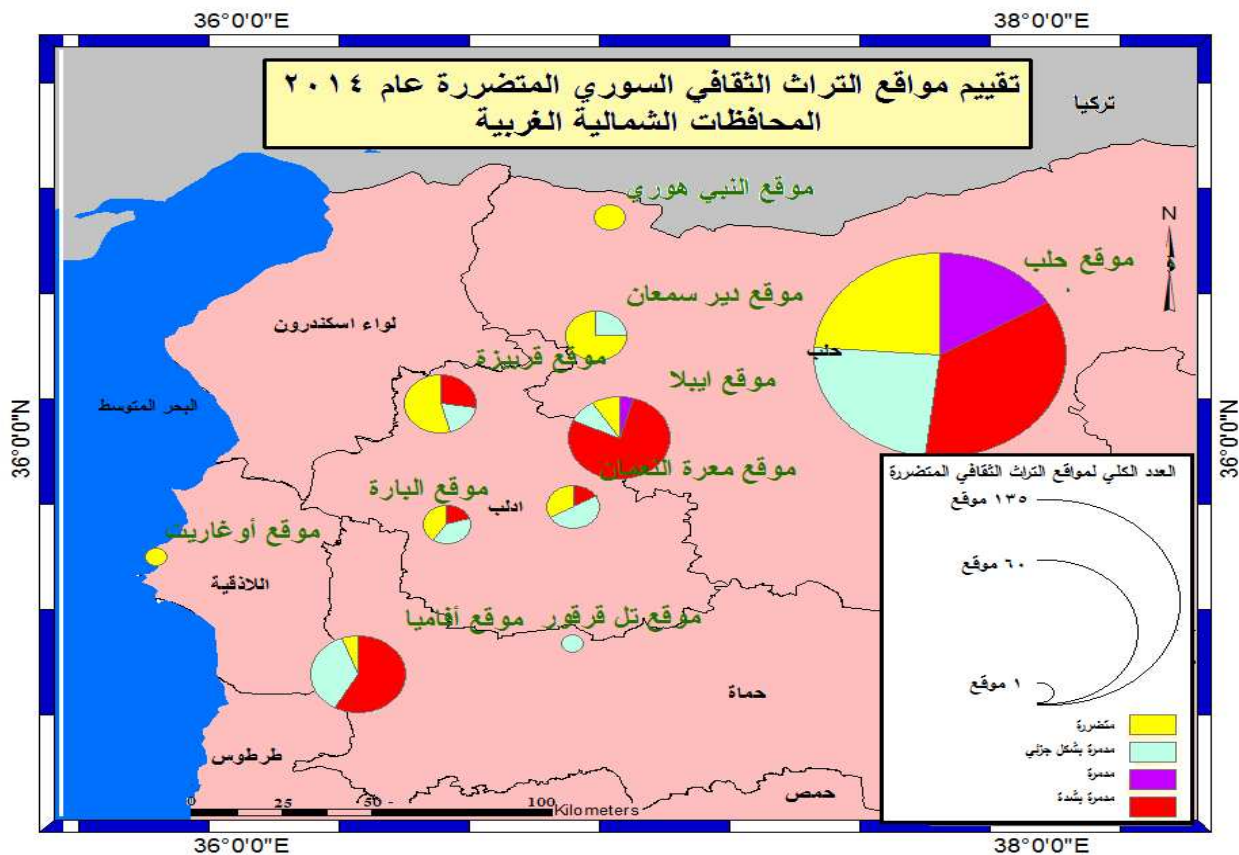 36°0'0"E
38°0'0"E
تقييم مواقع التراث الثقافي السوري المتضررة عام ٢٠١٤
المحافظات الشمالية الغربية
تركيا
موقع النبي هوري
N
موقع حلب
موقع دير سمعان
لواء اسكندرون
حلب
موقع قربيزة
موقع ايبلا
البحر المتوسط
36°0'0"N
36°0'0"N
موقع معرة النعمان
موقع البارة
ادلب
موقع أوغاريت
اللاذقية
موقع أفاميا
موقع تل قرقور
حماة
طرطوس
حمص
العدد الكلي لمواقع التراث الثقافي المتضررة
١٣٥ موقع
٦٠ موقع
١ موقع
متضررة
مدمرة بشكل جزئي
مدمرة
مدمرة بشدة
0 25 50 - 100
Kilometers
36°0'0"E
38°0'0"E